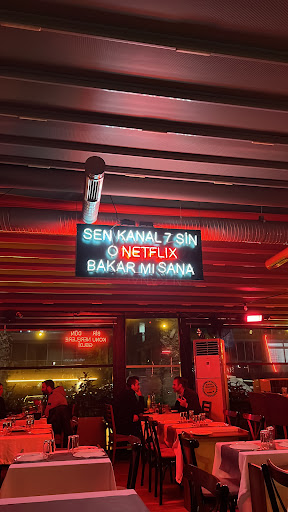 SEN KANAL 7 SİN
O NETFLIX
BAKAR MI SANA